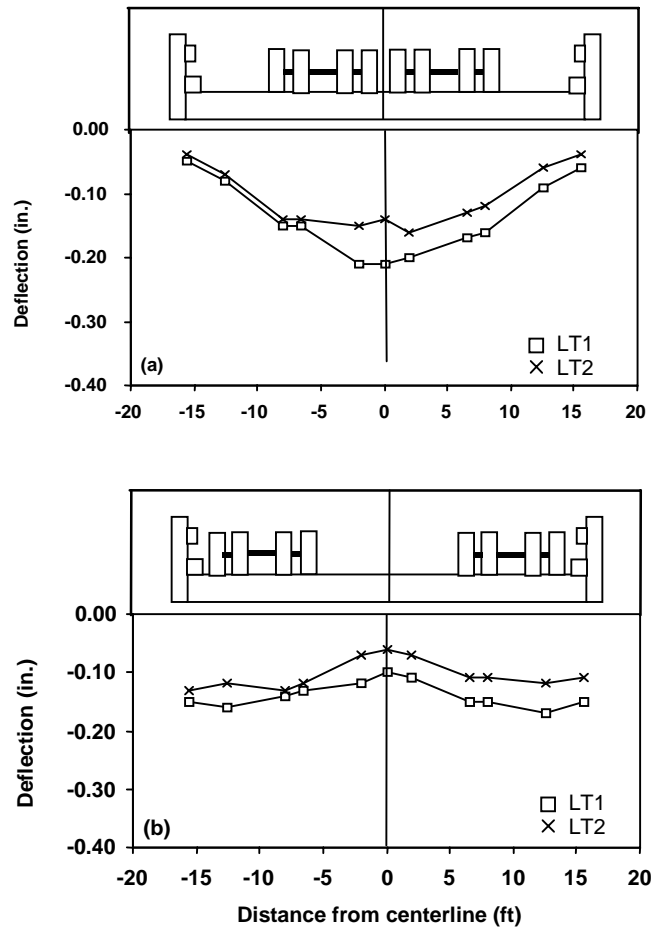 0.00
-0.10
-0.20
-0.30
-0.40
Deflection (in.)
(a)
LT1
LT2
-20 -15 -10 -5 0 5 10 15 20
0.00
-0.10
-0.20
-0.30
-0.40
Deflection (in.)
(b)
LT1
LT2
-20 -15 -10 -5 0 5 10 15 20
Distance from centerline (ft)